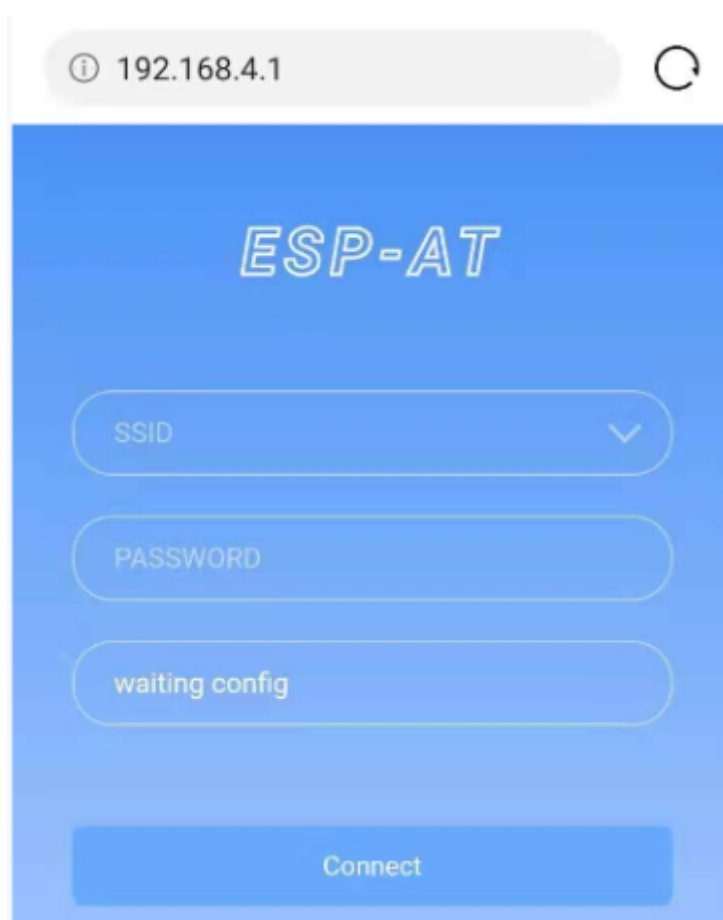 192.168.4.1
ESP-AT
SSID
PASSWORD
waiting config
Connect